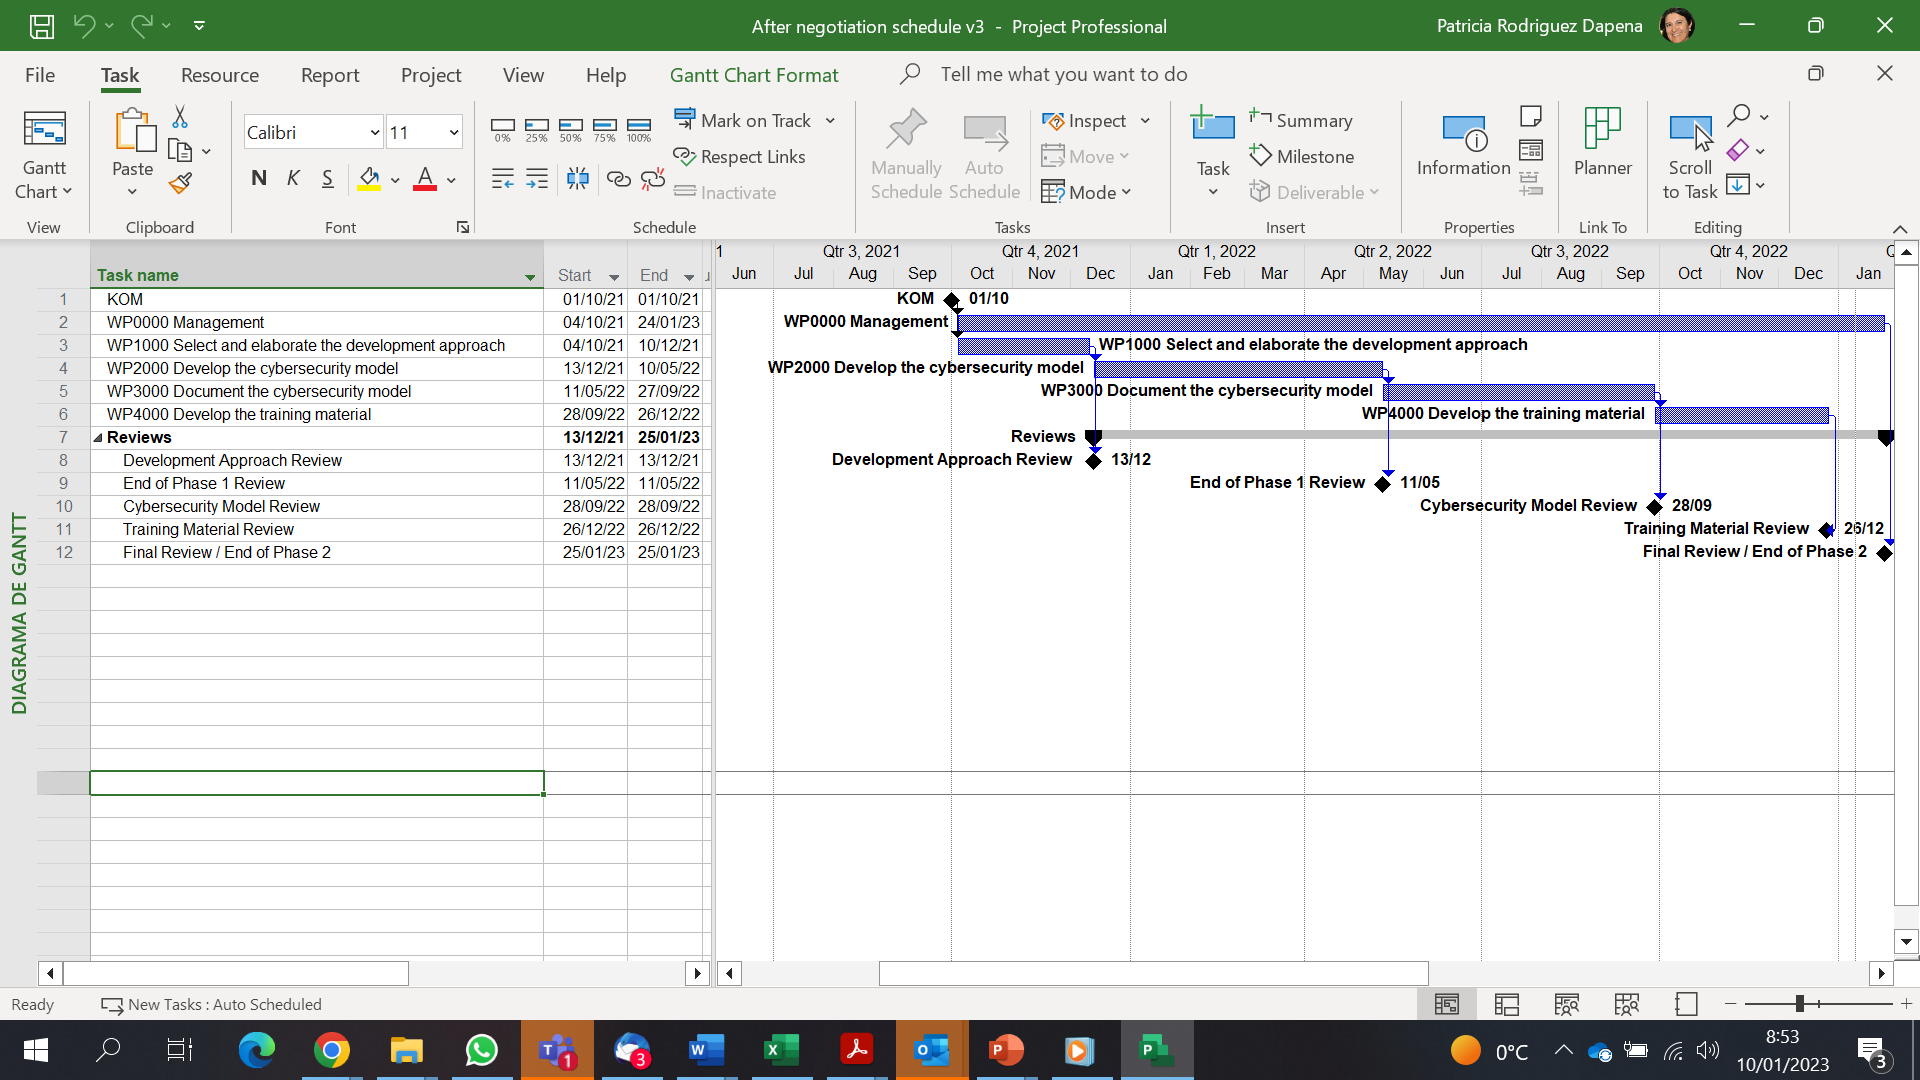 After negotiation schedule v3 - Project Professional
Patricia Rodriguez Dapena
File Task Resource Report Project View Help Gantt Chart Format Tell me what you want to do
Gantt Chart
View
Paste
Clipboard
Calibri 11
N K S A
Font
0% 25% 50% 75% 100%
Mark on Track
Respect Links
Inactivate
Schedule
Manually Schedule
Auto Schedule
Inspect
Move
Mode
Tasks
Task
Summary
Milestone
Deliverable
Insert
Information
Properties
Planner
Link To
Scroll to Task
Editing
Task name Start End
1 Qtr 3, 2021 Qtr 4, 2021 Qtr 1, 2022 Qtr 2, 2022 Qtr 3, 2022 Qtr 4, 2022
Jun Jul Aug Sep Oct Nov Dec Jan Feb Mar Apr May Jun Jul Aug Sep Oct Nov Dec Jan
1 KOM 01/10/21 01/10/21
2 WP0000 Management 04/10/21 24/01/23
3 WP1000 Select and elaborate the development approach 04/10/21 10/12/21
4 WP2000 Develop the cybersecurity model 13/12/21 10/05/22
5 WP3000 Document the cybersecurity model 11/05/22 27/09/22
6 WP4000 Develop the training material 28/09/22 26/12/22
7 Reviews 13/12/21 25/01/23
8 Development Approach Review 13/12/21 13/12/21
9 End of Phase 1 Review 11/05/22 11/05/22
10 Cybersecurity Model Review 28/09/22 28/09/22
11 Training Material Review 26/12/22 26/12/22
12 Final Review / End of Phase 2 25/01/23 25/01/23
KOM 01/10
WP0000 Management
WP1000 Select and elaborate the development approach
WP2000 Develop the cybersecurity model
WP3000 Document the cybersecurity model
WP4000 Develop the training material
Reviews
Development Approach Review 13/12
End of Phase 1 Review 11/05
Cybersecurity Model Review 28/09
Training Material Review 26/12
Final Review / End of Phase 2
DIAGRAMA DE GANTT
Ready New Tasks : Auto Scheduled
1 3 0°C 8:53
10/01/2023
3